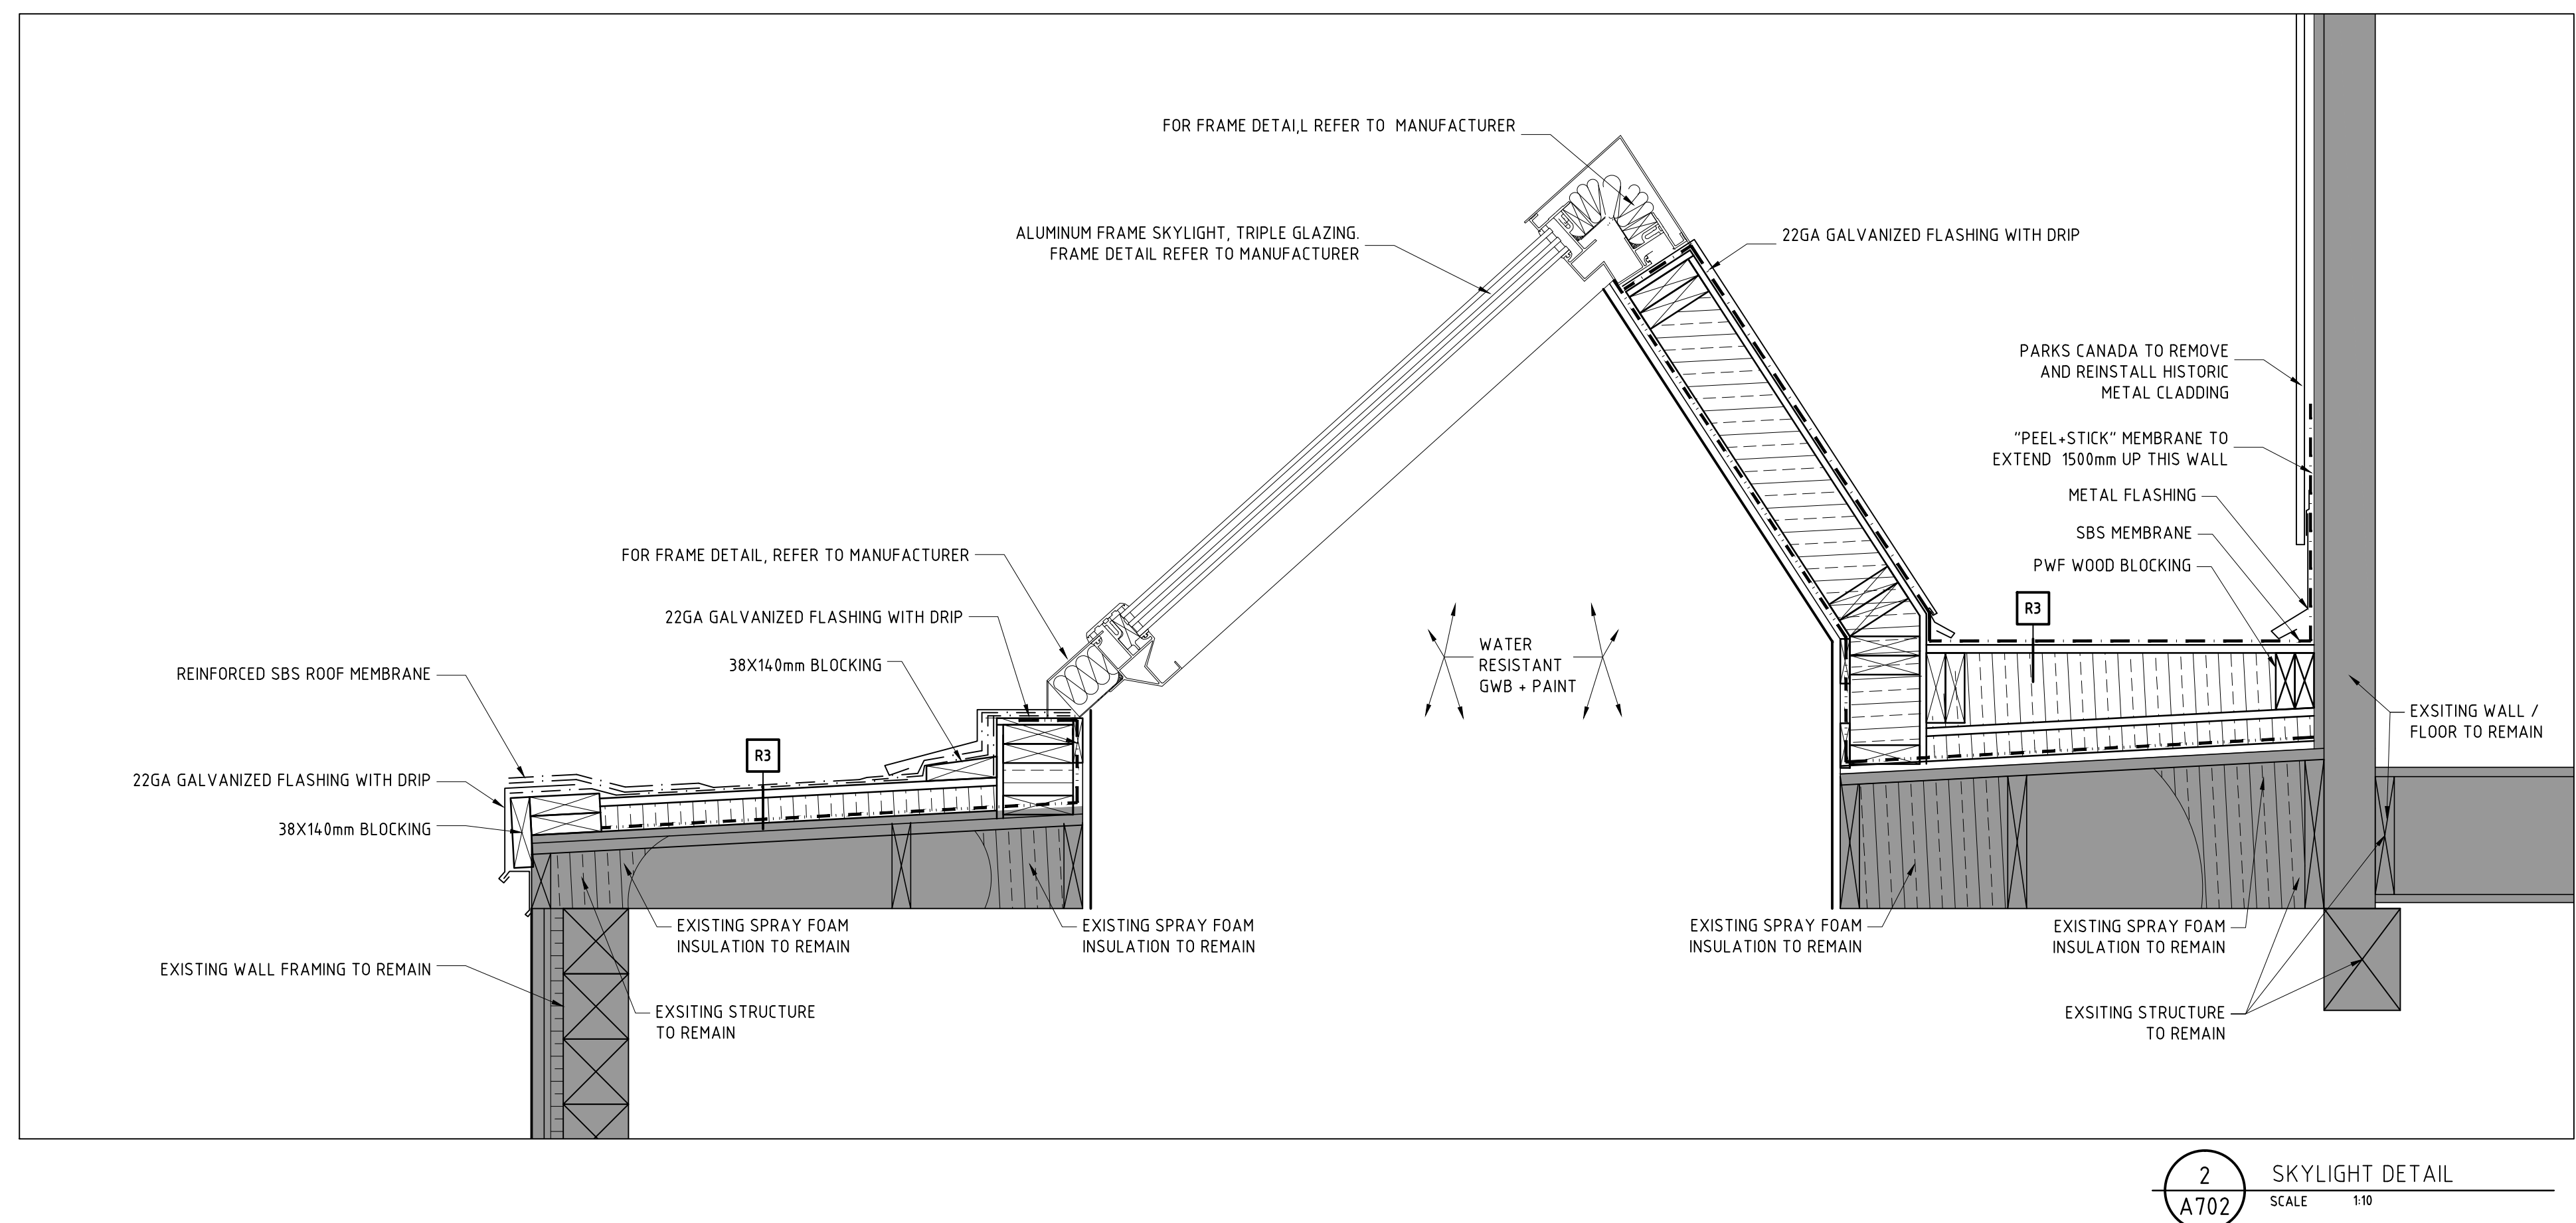 FOR FRAME DETAI,L REFER TO  MANUFACTURER
ALUMINUM FRAME SKYLIGHT, TRIPLE GLAZING.
FRAME DETAIL REFER TO MANUFACTURER
22GA GALVANIZED FLASHING WITH DRIP
PARKS CANADA TO REMOVE
AND REINSTALL HISTORIC
METAL CLADDING
"PEEL+STICK" MEMBRANE TO
EXTEND  1500mm UP THIS WALL
METAL FLASHING
SBS MEMBRANE
PWF WOOD BLOCKING
R3
FOR FRAME DETAIL, REFER TO MANUFACTURER
22GA GALVANIZED FLASHING WITH DRIP
38X140mm BLOCKING
REINFORCED SBS ROOF MEMBRANE
R3
22GA GALVANIZED FLASHING WITH DRIP
38X140mm BLOCKING
WATER
RESISTANT
GWB + PAINT
EXSITING WALL /
FLOOR TO REMAIN
EXISTING SPRAY FOAM
INSULATION TO REMAIN
EXISTING SPRAY FOAM
INSULATION TO REMAIN
EXISTING SPRAY FOAM
INSULATION TO REMAIN
EXISTING SPRAY FOAM
INSULATION TO REMAIN
EXISTING WALL FRAMING TO REMAIN
EXSITING STRUCTURE
TO REMAIN
EXSITING STRUCTURE
TO REMAIN
2
A702
SKYLIGHT DETAIL
SCALE 1:10